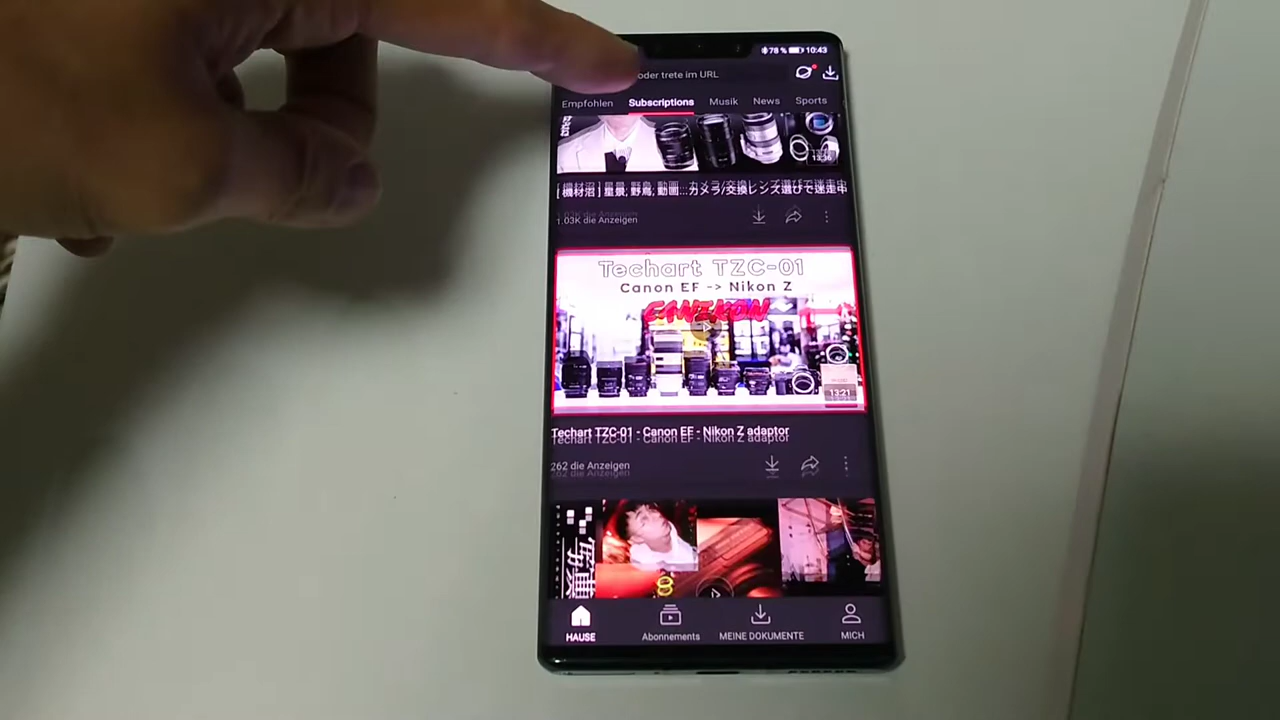 78 % 10:43
oder trete im URL
Empfohlen Subscriptions Musik News Sports
13:36
[ 機材沼 ] 星景, 野鳥, 動画...カメラ/交換レンズ選びで迷走中
1,03K die Anzeigen
Techart TZC-01
Canon EF -> Nikon Z
CANIKON
13:21
Techart TZC-01 - Canon EF - Nikon Z adaptor
262 die Anzeigen
HAUSE Abonnements MEINE DOKUMENTE MICH